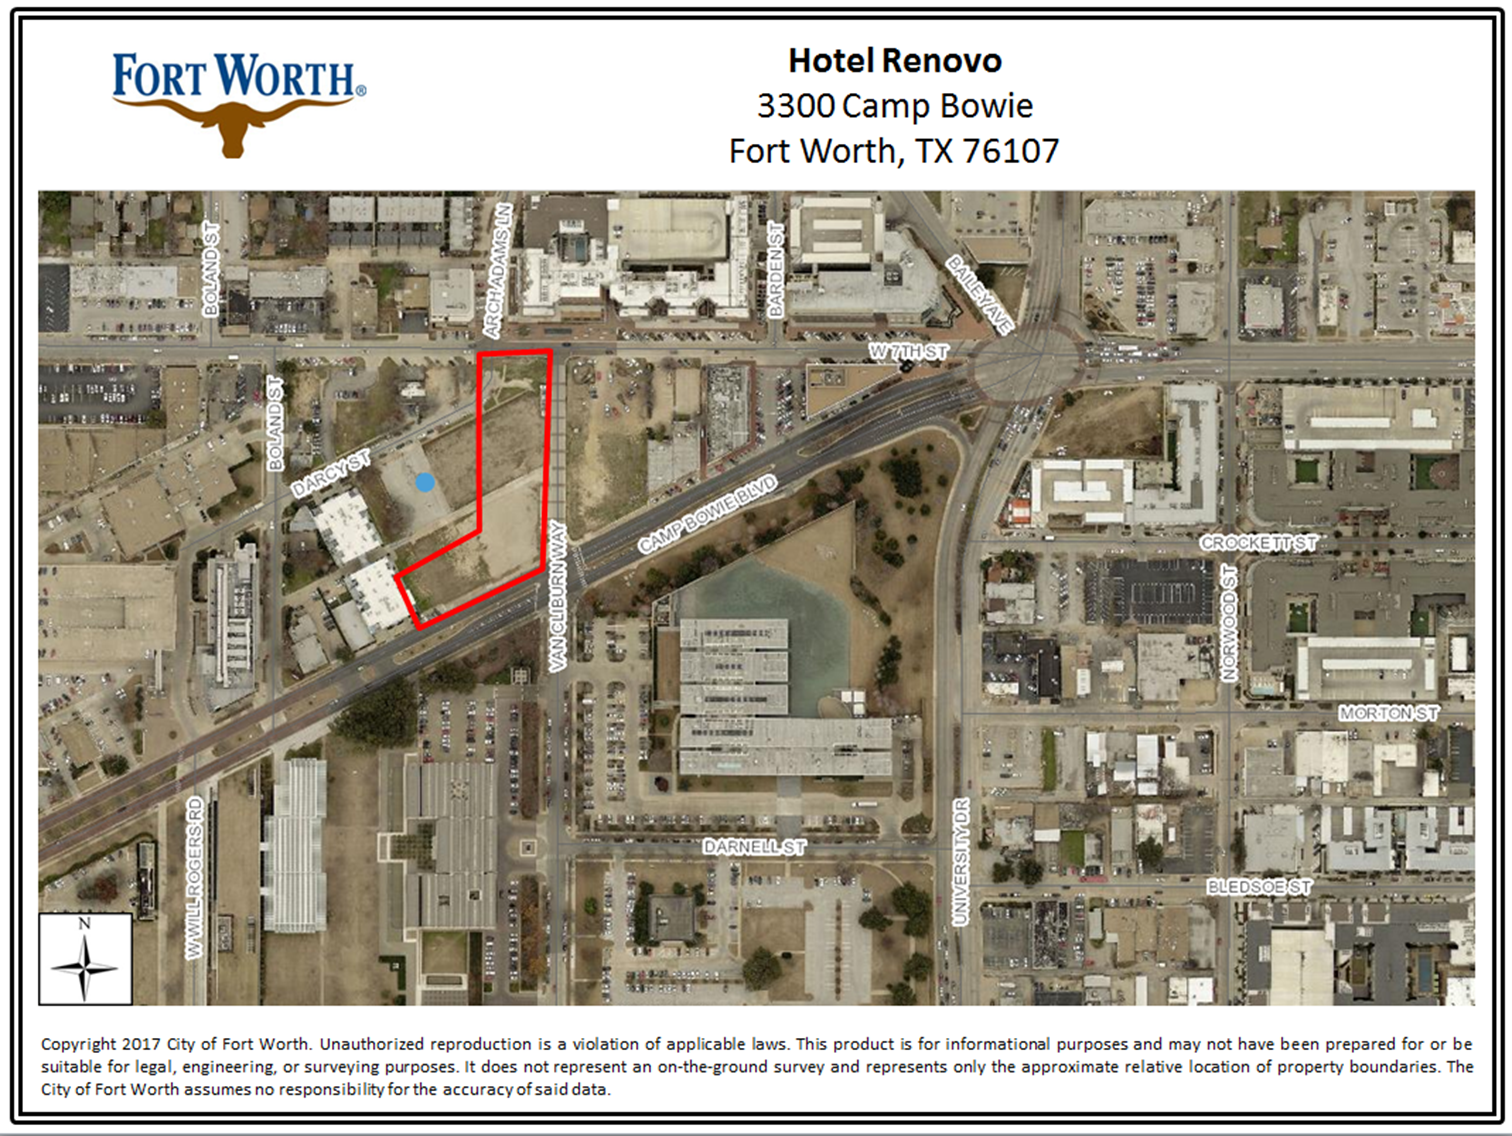 FORT WORTH®
Hotel Renovo
3300 Camp Bowie
Fort Worth, TX 76107
BOLAND ST
ARCH ADAMS LN
BARDEN ST
BAILEY AVE
W 7TH ST
BOLAND ST
DARCY ST
CAMP BOWIE BLVD
VAN CLIBURN WAY
CROCKETT ST
NORWOOD ST
MORTON ST
W WILL ROGERS RD
UNIVERSITY DR
DARNELL ST
BLEDSOE ST
N
Copyright 2017 City of Fort Worth. Unauthorized reproduction is a violation of applicable laws. This product is for informational purposes and may not have been prepared for or be
suitable for legal, engineering, or surveying purposes. It does not represent an on-the-ground survey and represents only the approximate relative location of property boundaries. The
City of Fort Worth assumes no responsibility for the accuracy of said data.